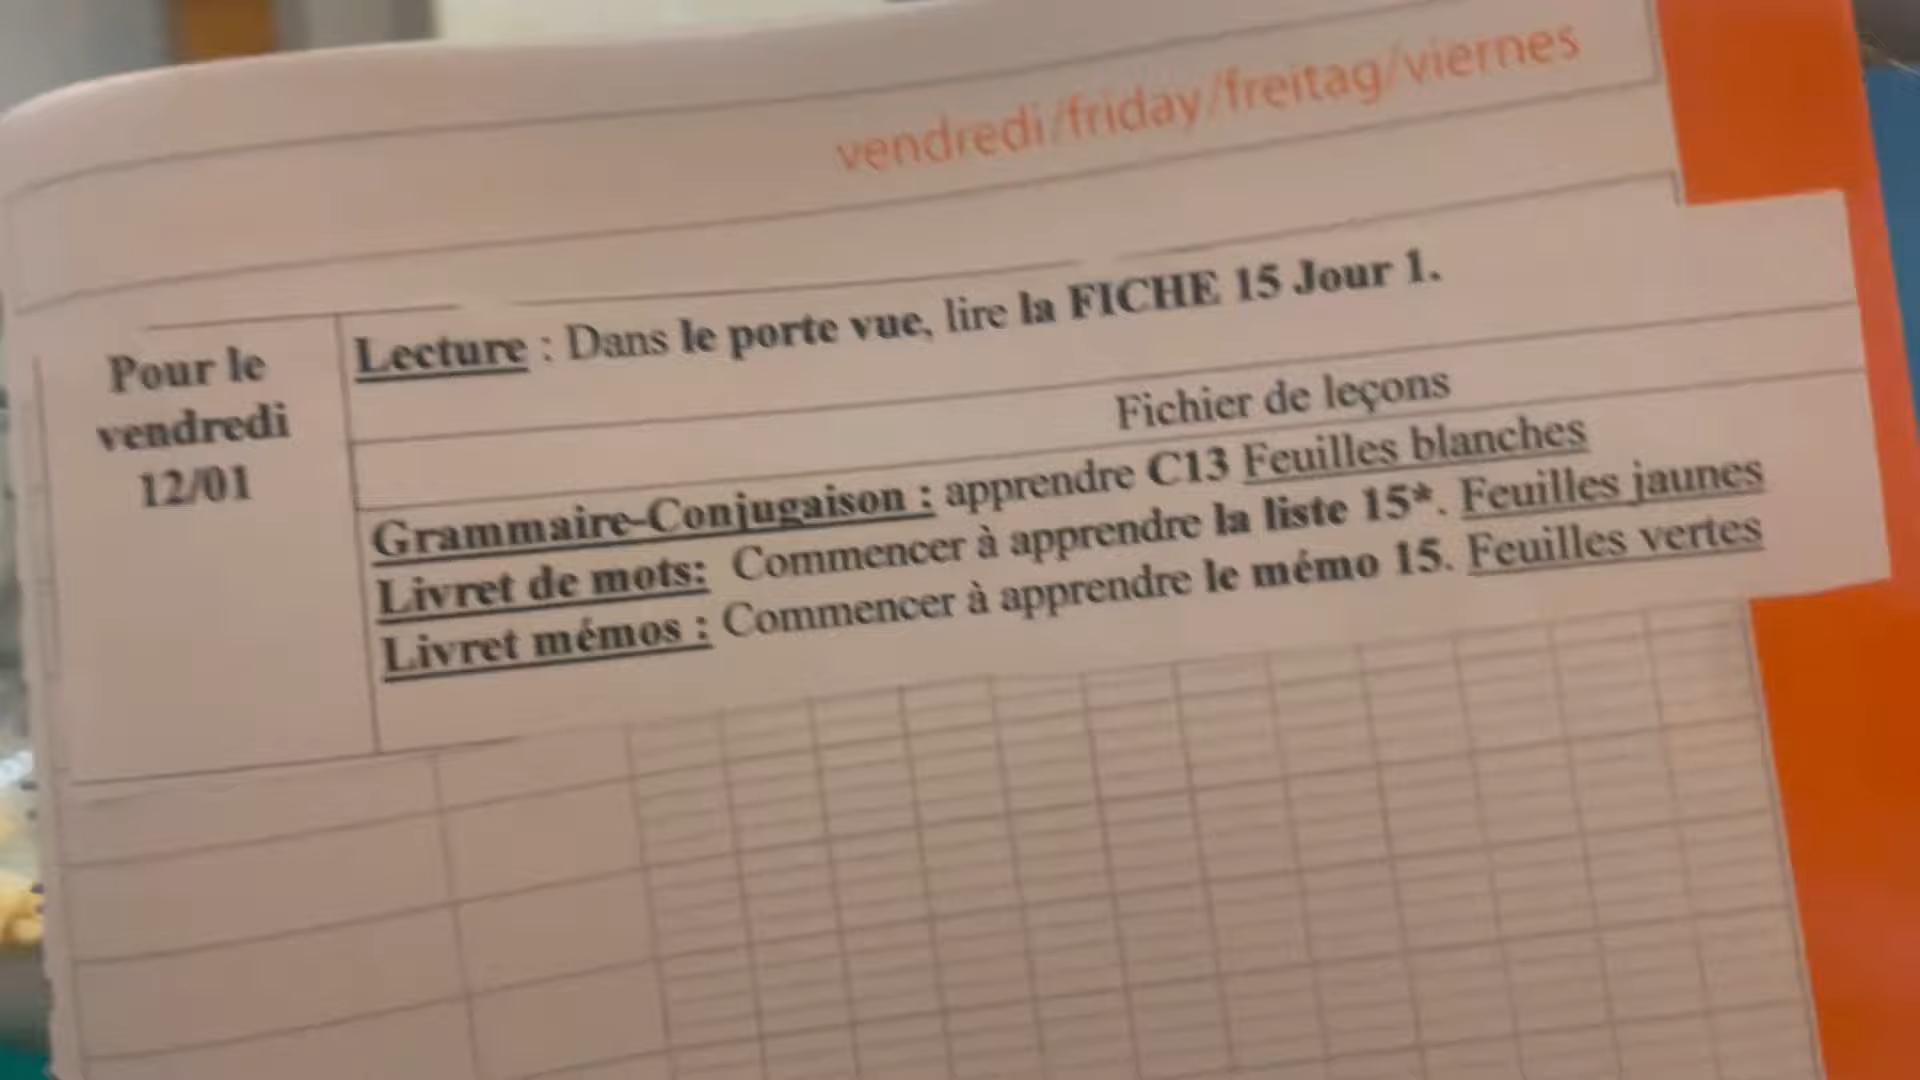 vendredi/friday/freitag/viernes
Pour le
vendredi
12/01
Lecture : Dans le porte vue, lire la FICHE 15 Jour 1.
Fichier de leçons
Grammaire-Conjugaison : apprendre C13 Feuilles blanches
Livret de mots: Commencer à apprendre la liste 15*. Feuilles jaunes
Livret mémos : Commencer à apprendre le mémo 15. Feuilles vertes